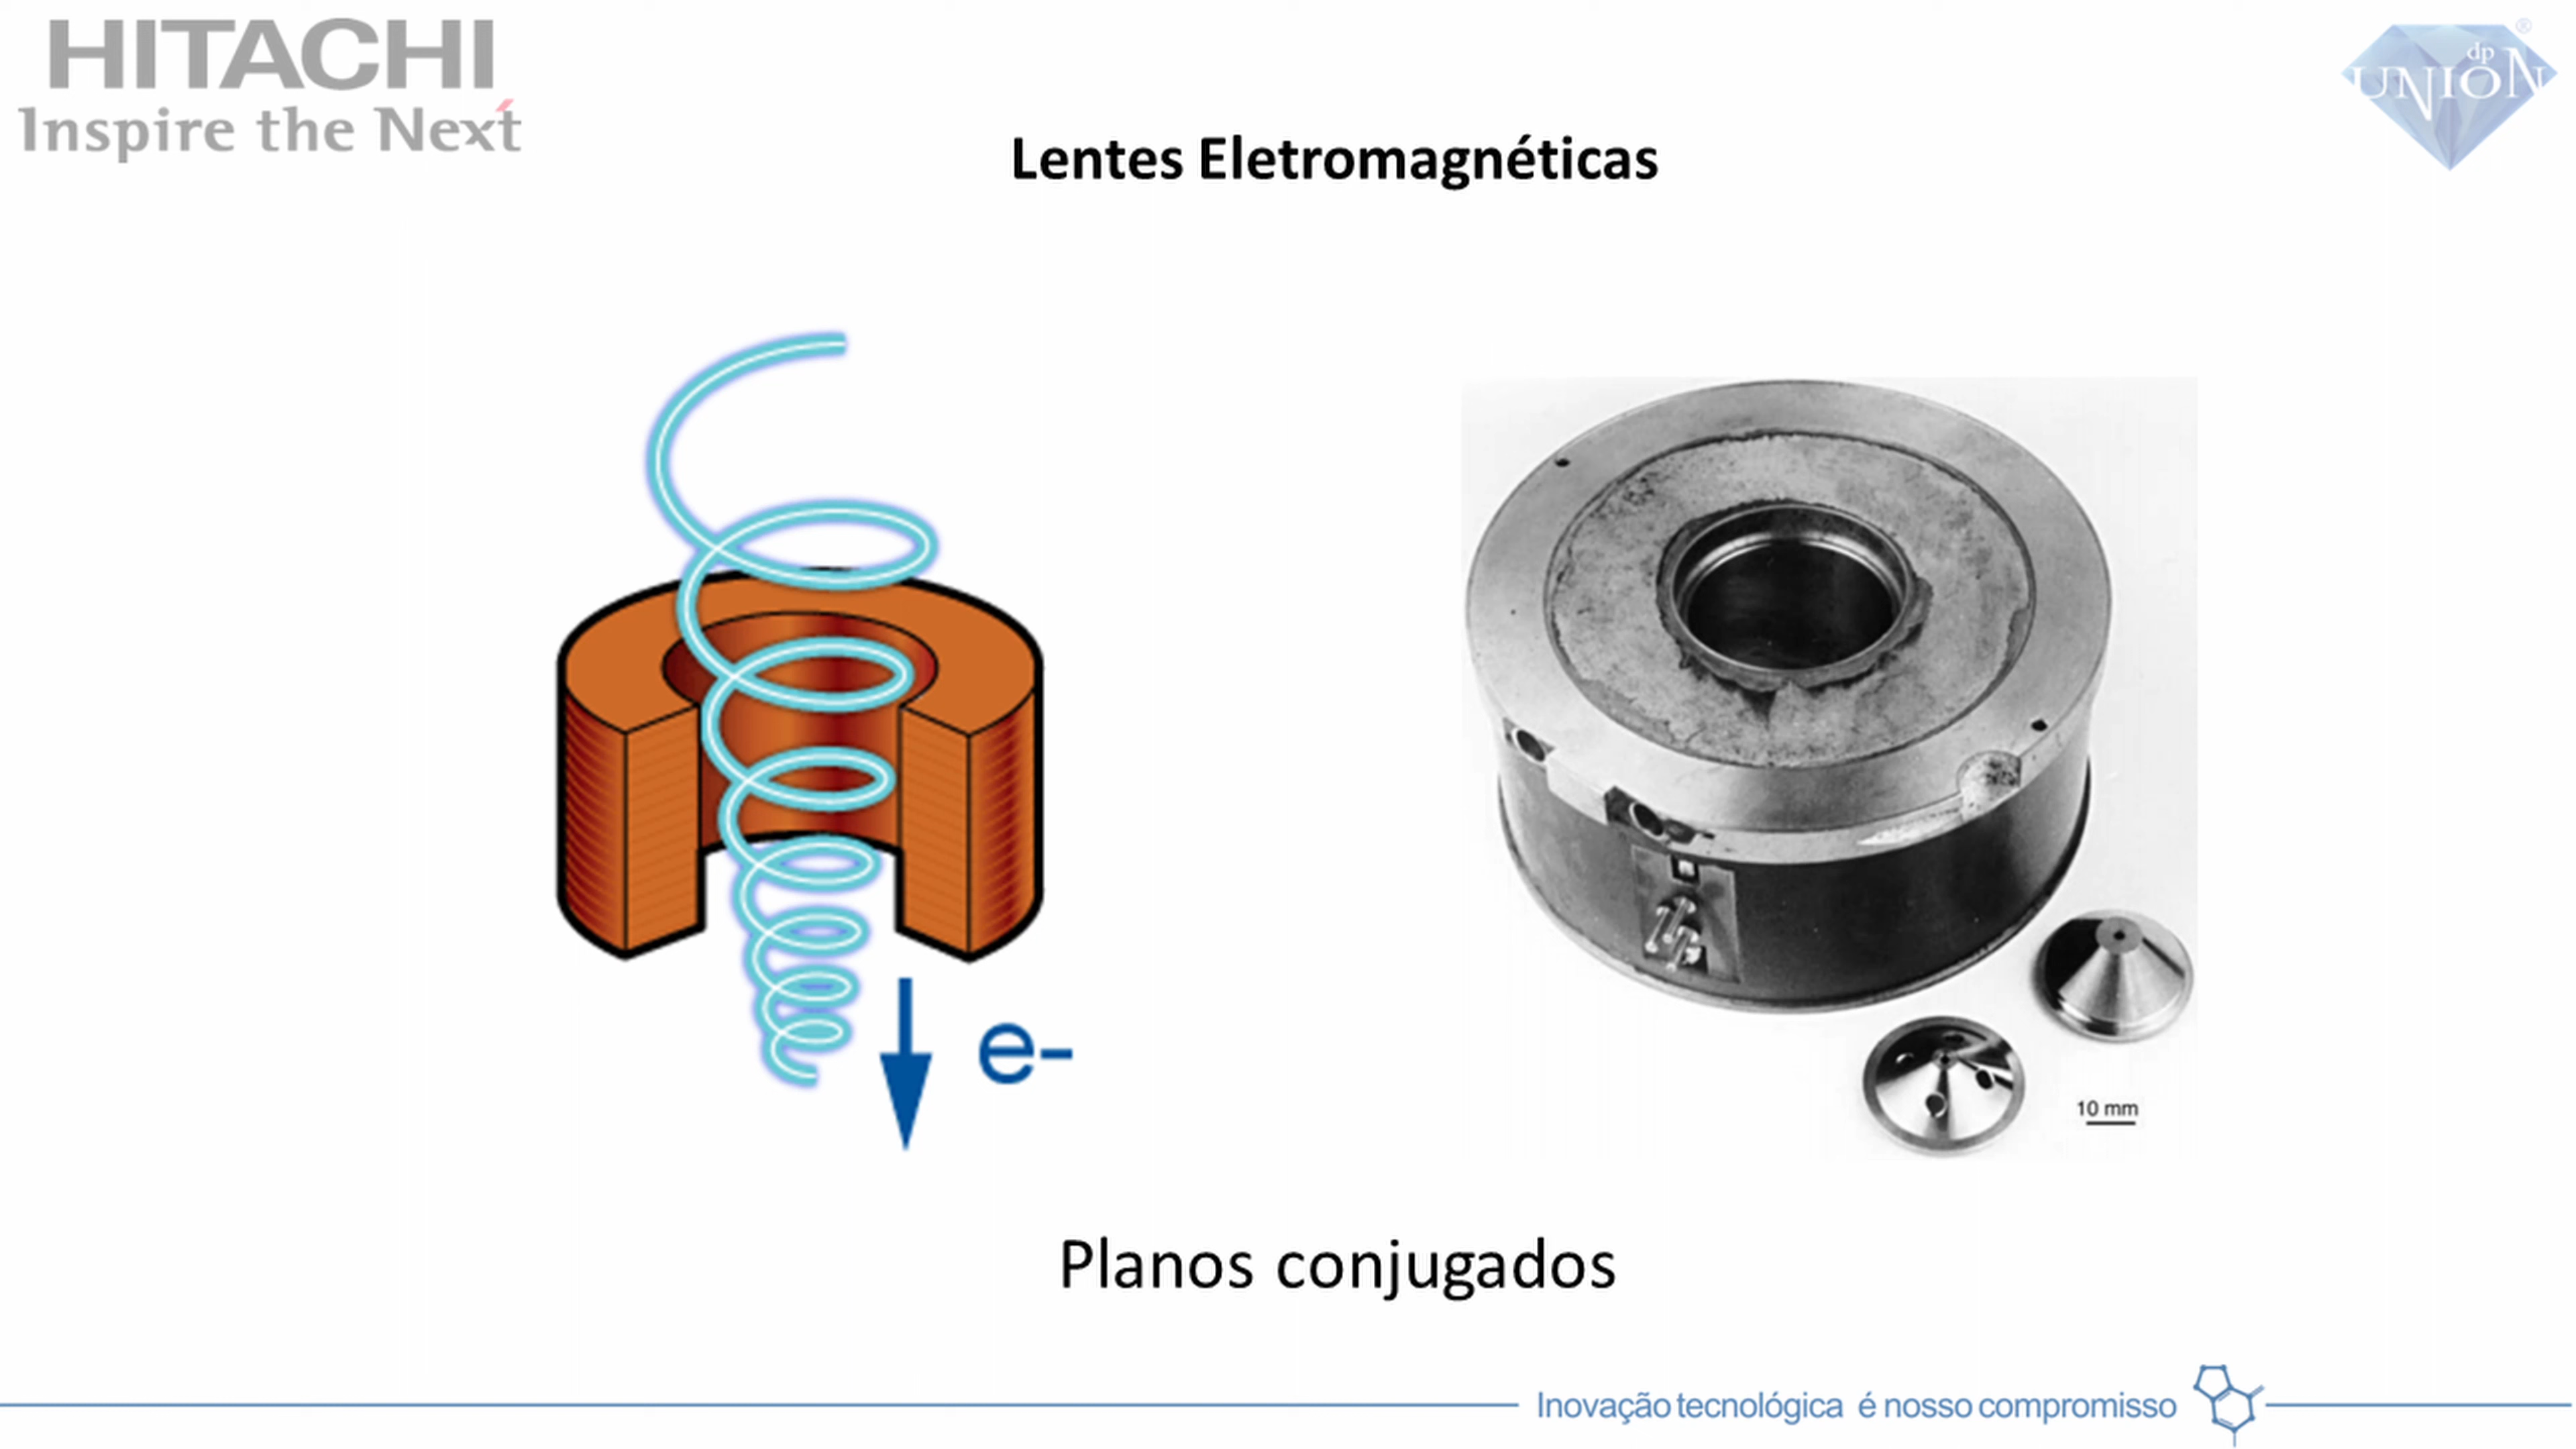 HITACHI
Inspire the Next
dp
UNION
®
Lentes Eletromagnéticas
e-
10 mm
Planos conjugados
Inovação tecnológica é nosso compromisso